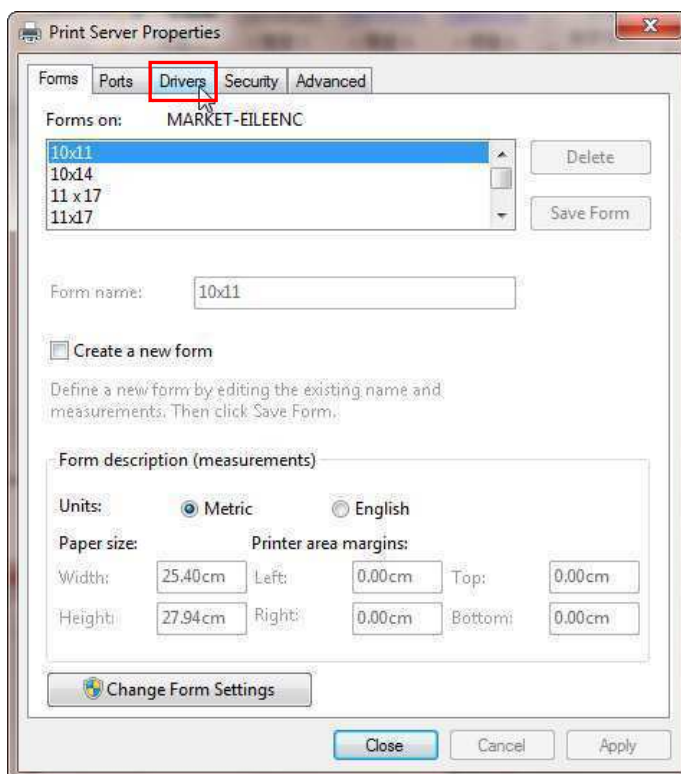 Print Server Properties
Forms Ports Drivers Security Advanced
Forms on: MARKET-EILEENC
10x11
10x14
11 x 17
11x17
Delete
Save Form
Form name: 10x11
Create a new form
Define a new form by editing the existing name and
measurements. Then click Save Form.
Form description (measurements)
Units: Metric English
Paper size: Printer area margins:
Width: 25.40cm Left: 0.00cm Top: 0.00cm
Height: 27.94cm Right: 0.00cm Bottom: 0.00cm
Change Form Settings
Close Cancel Apply